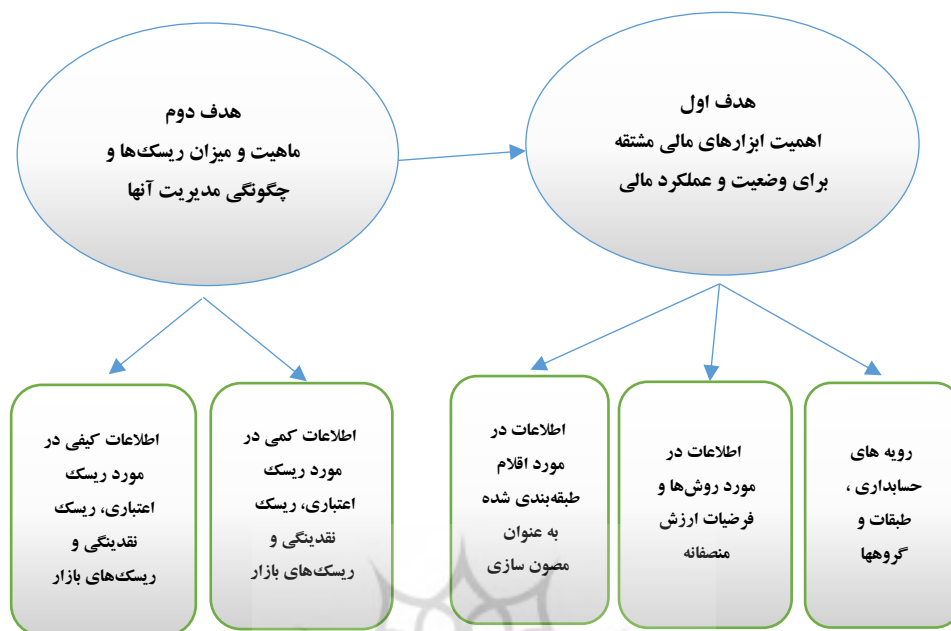 هدف اول
اهمیت ابزارهای مالی مشتقه
برای وضعیت و عملکرد مالی
هدف دوم
ماهیت و میزان ریسک‌ها و
چگونگی مدیریت آنها
رویه های
حسابداری ،
طبقات و
گروهها
اطلاعات در
مورد روش‌ها و
فرضیات ارزش
منصفانه
اطلاعات در
مورد اقلام
طبقه‌بندی شده
به عنوان
مصون سازی
اطلاعات کمی در
مورد ریسک
اعتباری، ریسک
نقدینگی و
ریسک‌های بازار
اطلاعات کیفی در
مورد ریسک
اعتباری، ریسک
نقدینگی و
ریسک‌های بازار